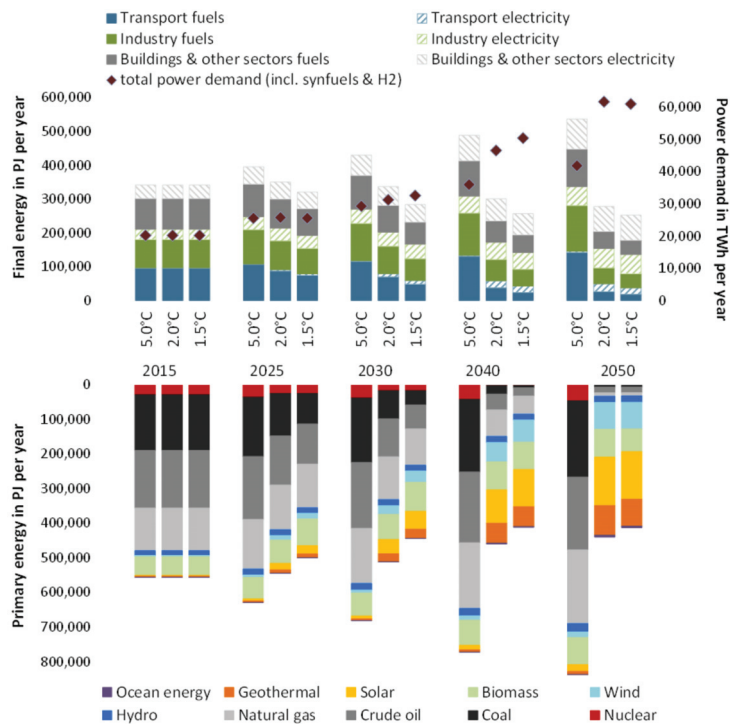 Transport fuels
Transport electricity
Industry fuels
Industry electricity
Buildings & other sectors fuels
Buildings & other sectors electricity
total power demand (incl. synfuels & H2)
Final energy in PJ per year
600,000
500,000
400,000
300,000
200,000
100,000
0
60,000
50,000
40,000
30,000
20,000
10,000
0
Power demand in
TWh per year
5.0°C 2.0°C 1.5°C 5.0°C 2.0°C 1.5°C 5.0°C 2.0°C 1.5°C 5.0°C 2.0°C 1.5°C 5.0°C 2.0°C 1.5°C
2015 2025 2030 2040 2050
Primary energy in PJ per year
0
100,000
200,000
300,000
400,000
500,000
600,000
700,000
800,000
Ocean energy Geothermal Solar Biomass Wind
Hydro Natural gas Crude oil Coal Nuclear